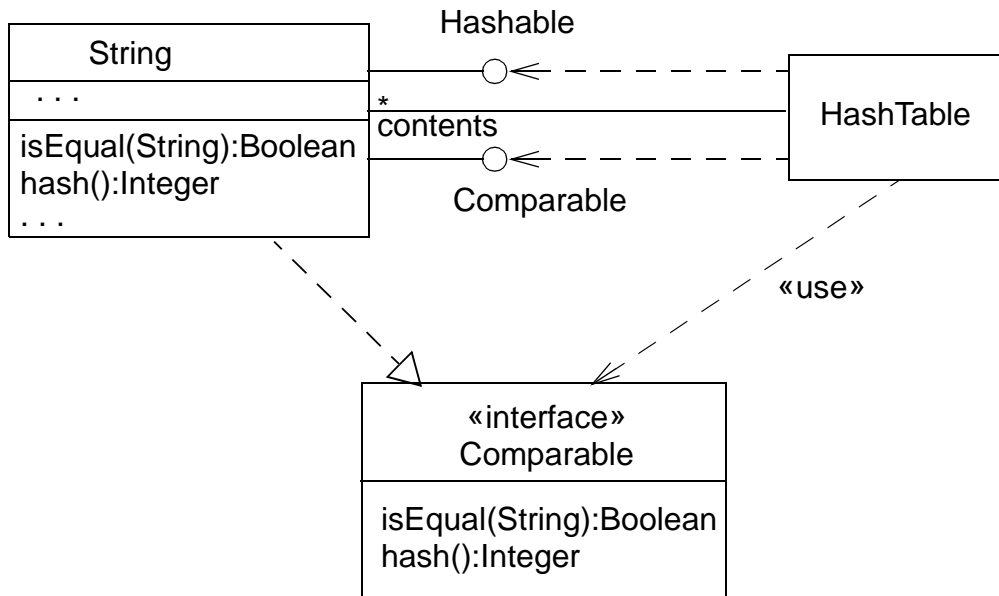 Hashable
String
. . .
*
contents
HashTable
isEqual(String):Boolean
hash():Integer
. . .
Comparable
«use»
«interface»
Comparable
isEqual(String):Boolean
hash():Integer